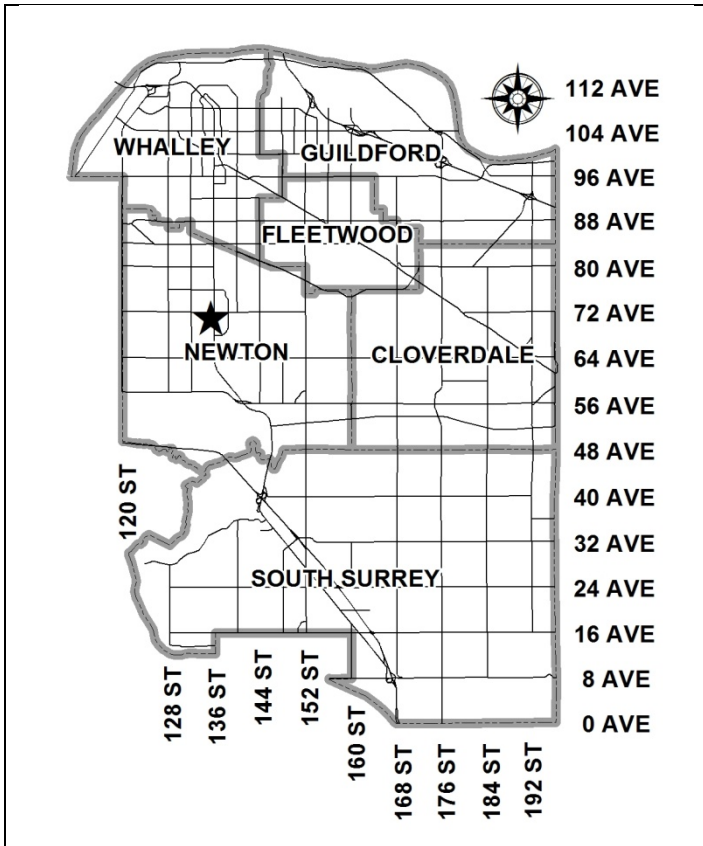 112 AVE
104 AVE
WHALLEY
GUILDFORD
96 AVE
88 AVE
FLEETWOOD
80 AVE
72 AVE
NEWTON
CLOVERDALE
64 AVE
56 AVE
48 AVE
120 ST
40 AVE
32 AVE
SOUTH SURREY
24 AVE
16 AVE
8 AVE
0 AVE
128 ST
136 ST
144 ST
152 ST
160 ST
168 ST
176 ST
184 ST
192 ST